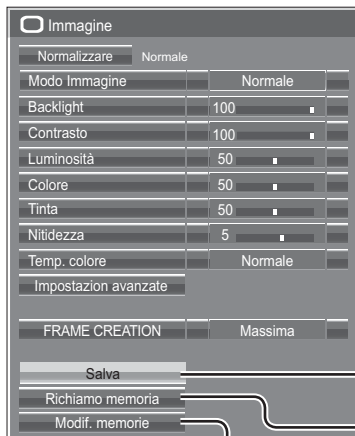 Immagine
Normalizzare Normale
Modo Immagine Normale
Backlight 100
Contrasto 100
Luminosità 50
Colore 50
Tinta 50
Nitidezza 5
Temp. colore Normale
Impostazion avanzate
FRAME CREATION Massima
Salva
Richiamo memoria
Modif. memorie